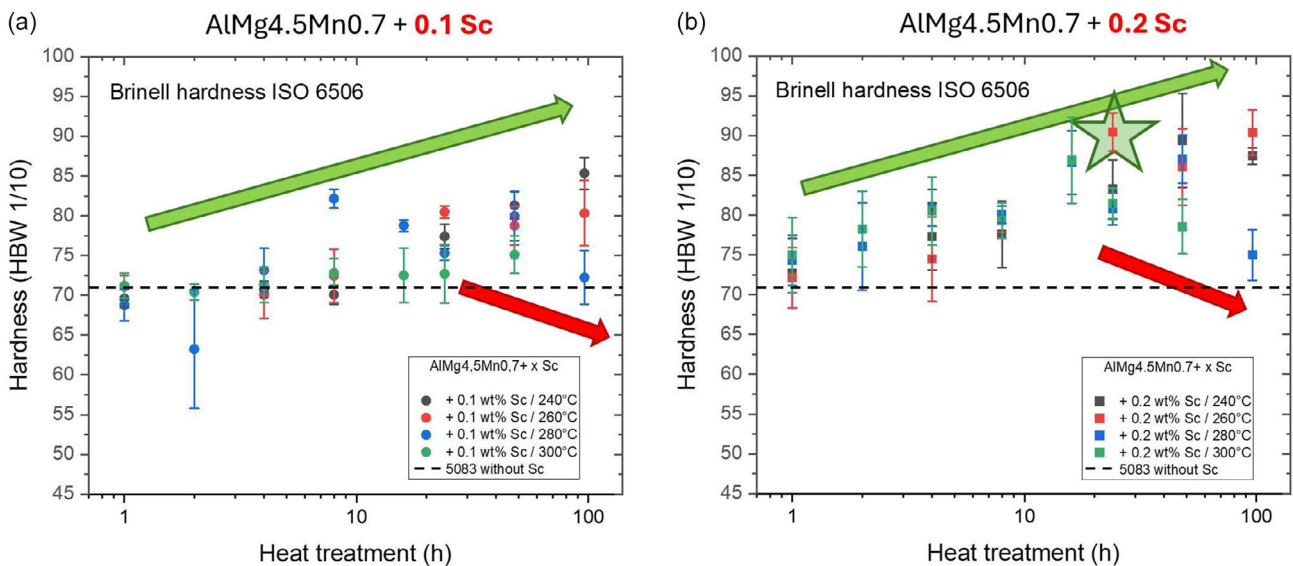 (a)
AlMg4.5Mn0.7 + 0.1 Sc
100
95
90
85
80
75
70
65
60
55
50
45
Hardness (HBW 1/10)
Brinell hardness ISO 6506
AlMg4,5Mn0,7+ x Sc
+ 0.1 wt% Sc / 240°C
+ 0.1 wt% Sc / 260°C
+ 0.1 wt% Sc / 280°C
+ 0.1 wt% Sc / 300°C
5083 without Sc
1
10
100
Heat treatment (h)
(b)
AlMg4.5Mn0.7 + 0.2 Sc
100
95
90
85
80
75
70
65
60
55
50
45
Hardness (HBW 1/10)
Brinell hardness ISO 6506
AlMg4.5Mn0.7+ x Sc
+ 0.2 wt% Sc / 240°C
+ 0.2 wt% Sc / 260°C
+ 0.2 wt% Sc / 280°C
+ 0.2 wt% Sc / 300°C
5083 without Sc
1
10
100
Heat treatment (h)